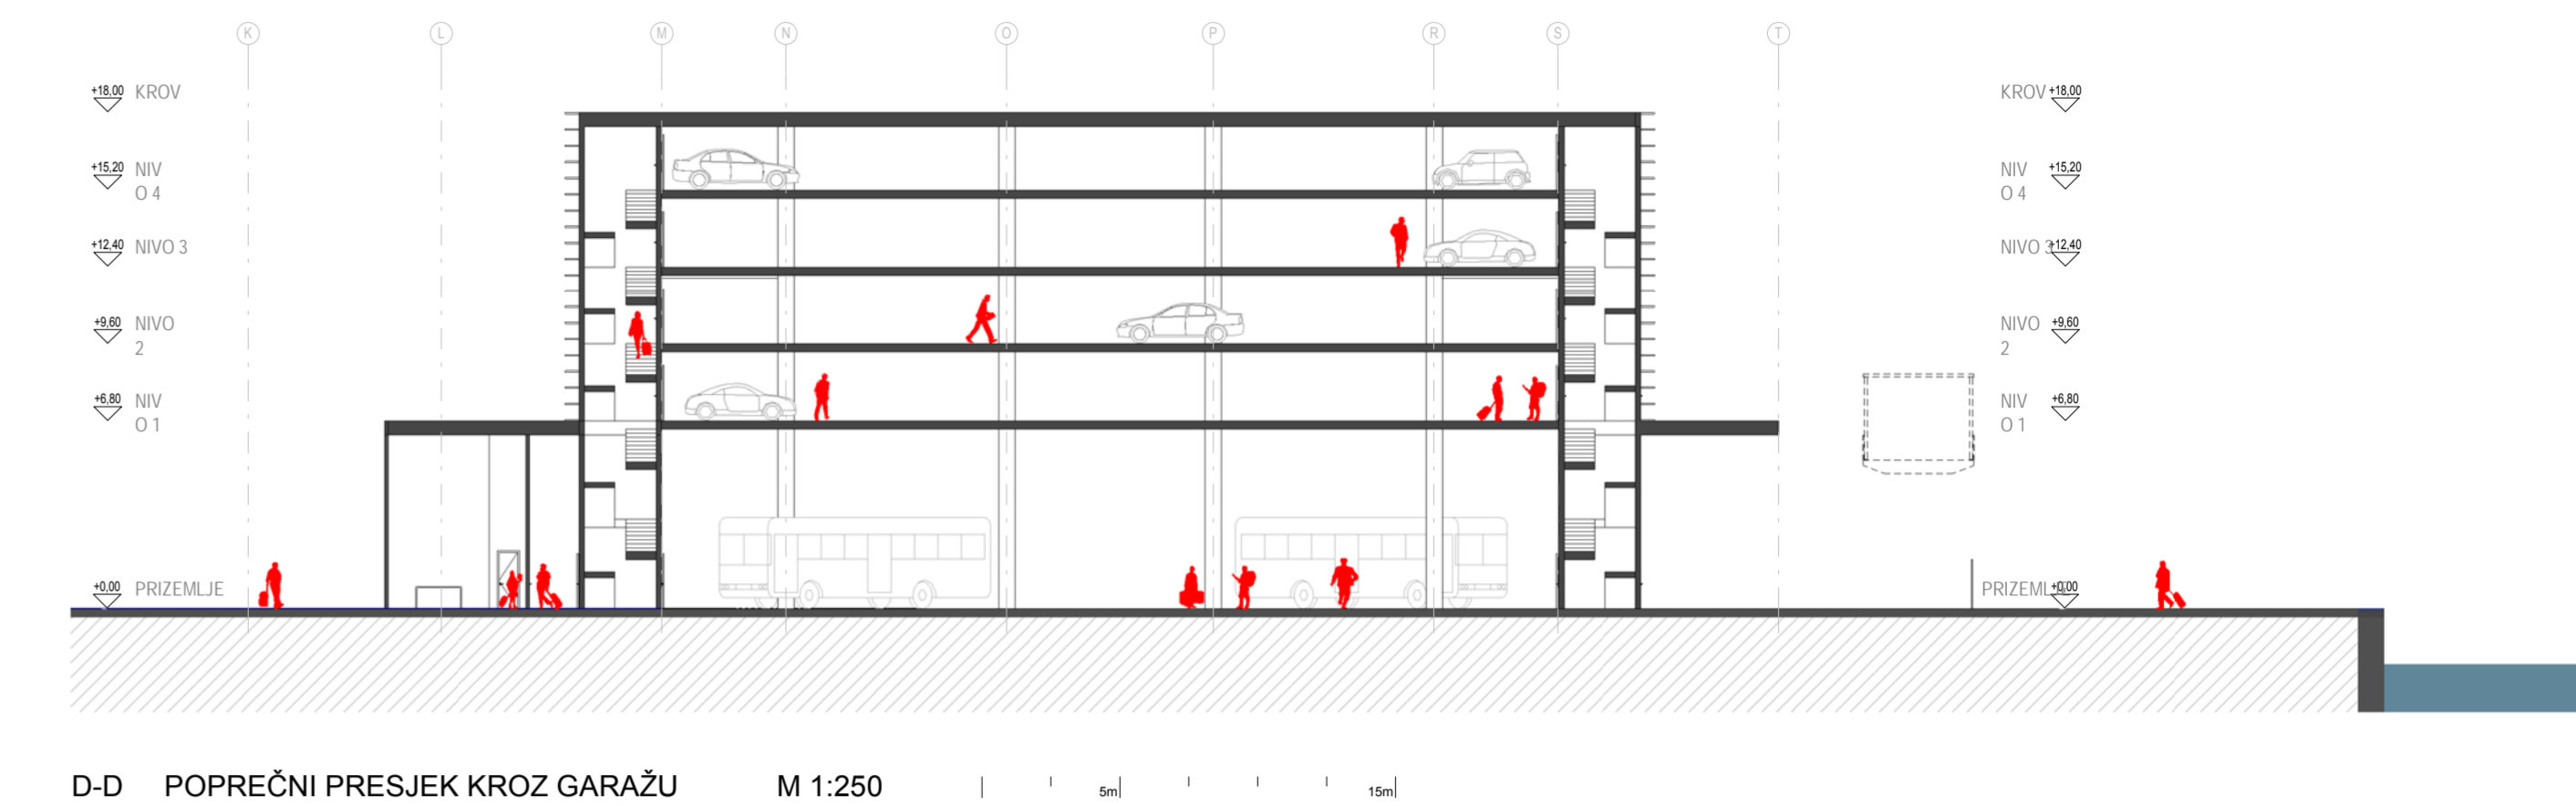 K L M N O P R S T
+18,00 KROV
KROV +18,00
+15,20 NIV
O 4
NIV +15,20
O 4
+12,40 NIVO 3
NIVO 3 +12,40
+9,60 NIVO
2
NIVO +9,60
2
+6,80 NIV
O 1
NIV +6,80
O 1
+0,00 PRIZEMLJE
PRIZEMLJE +0,00
D-D POPREČNI PRESJEK KROZ GARAŽU M 1:250 5m 15m